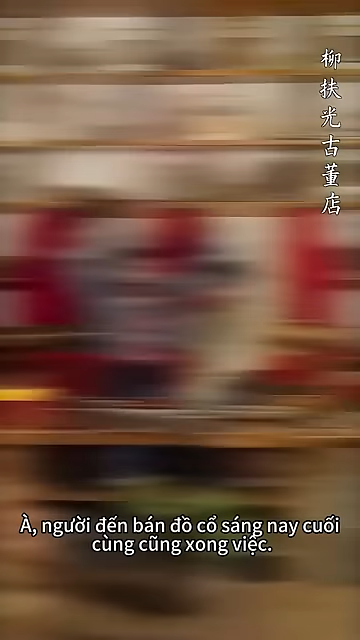 柳扶光古董店
À, người đến bán đồ cổ sáng nay cuối
cùng cũng xong việc.